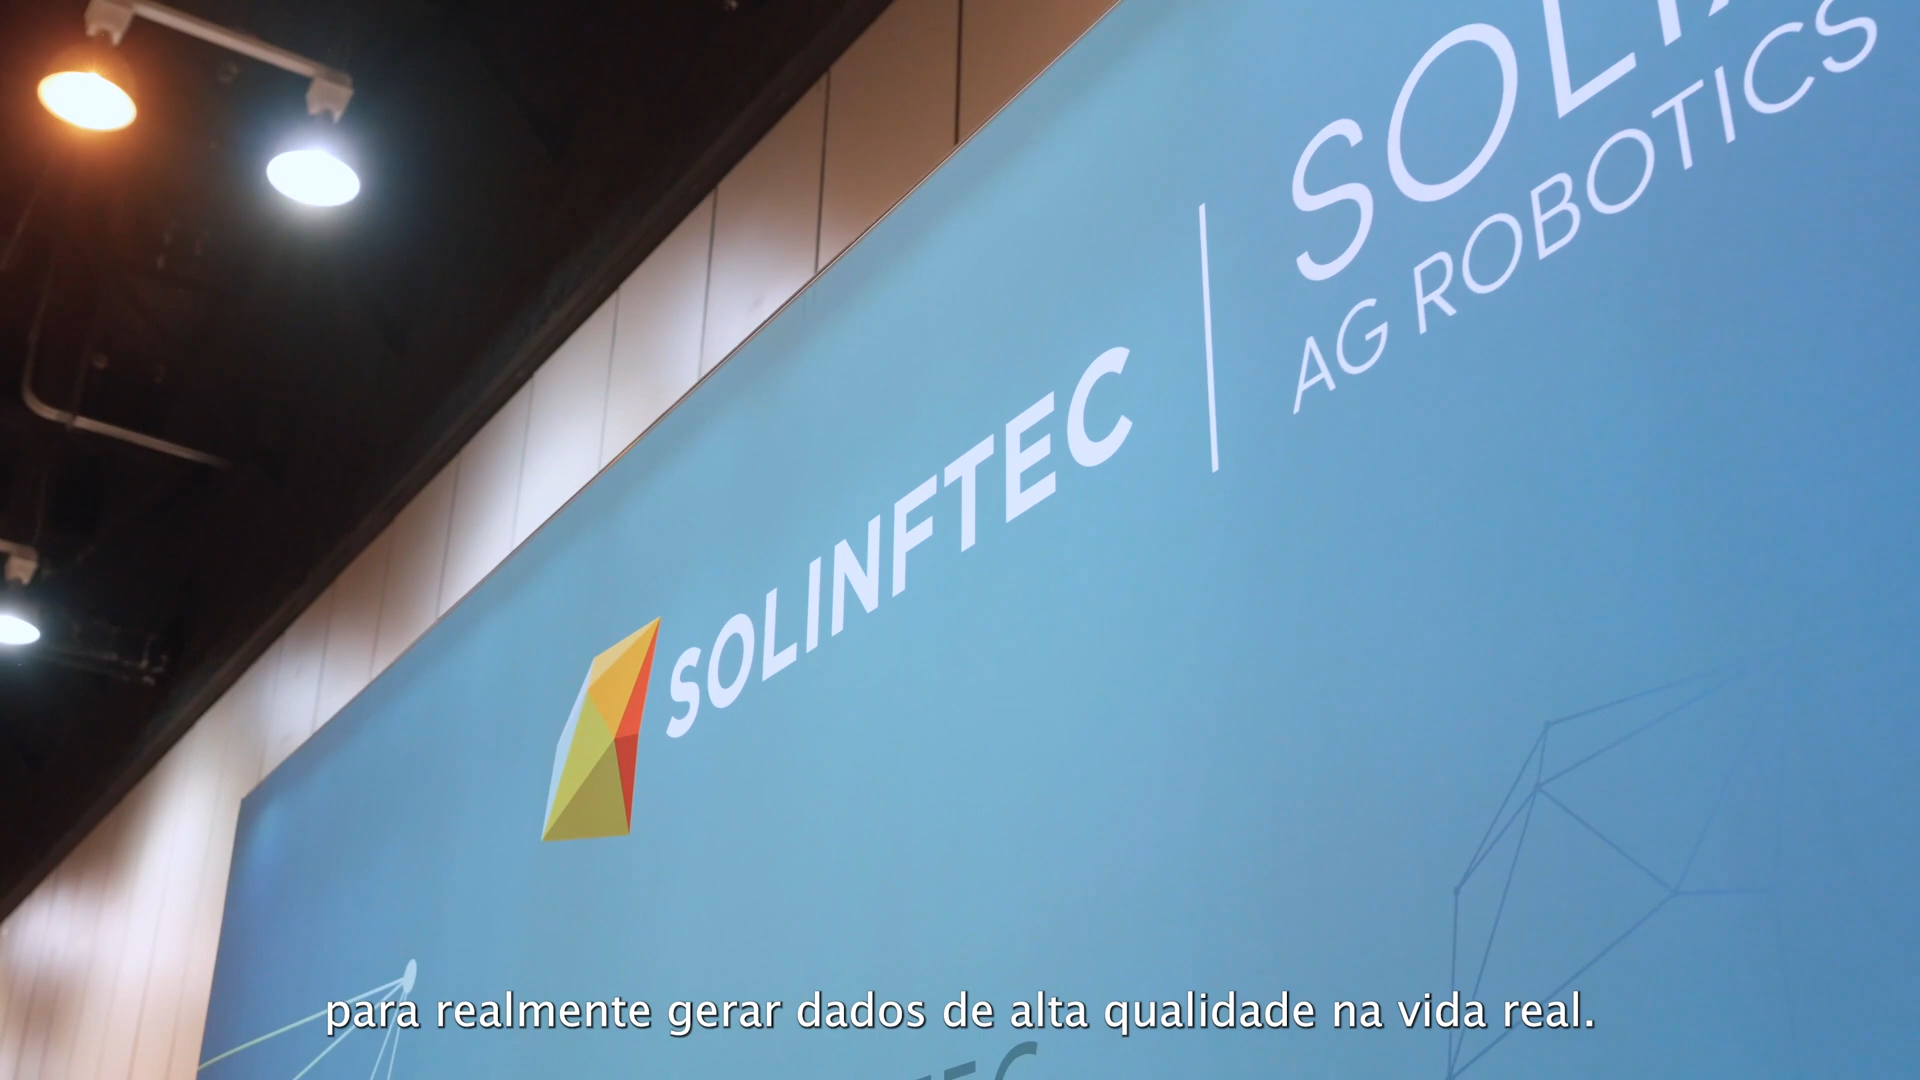 SOLINFTEC
AG ROBOTICS
para realmente gerar dados de alta qualidade na vida real.